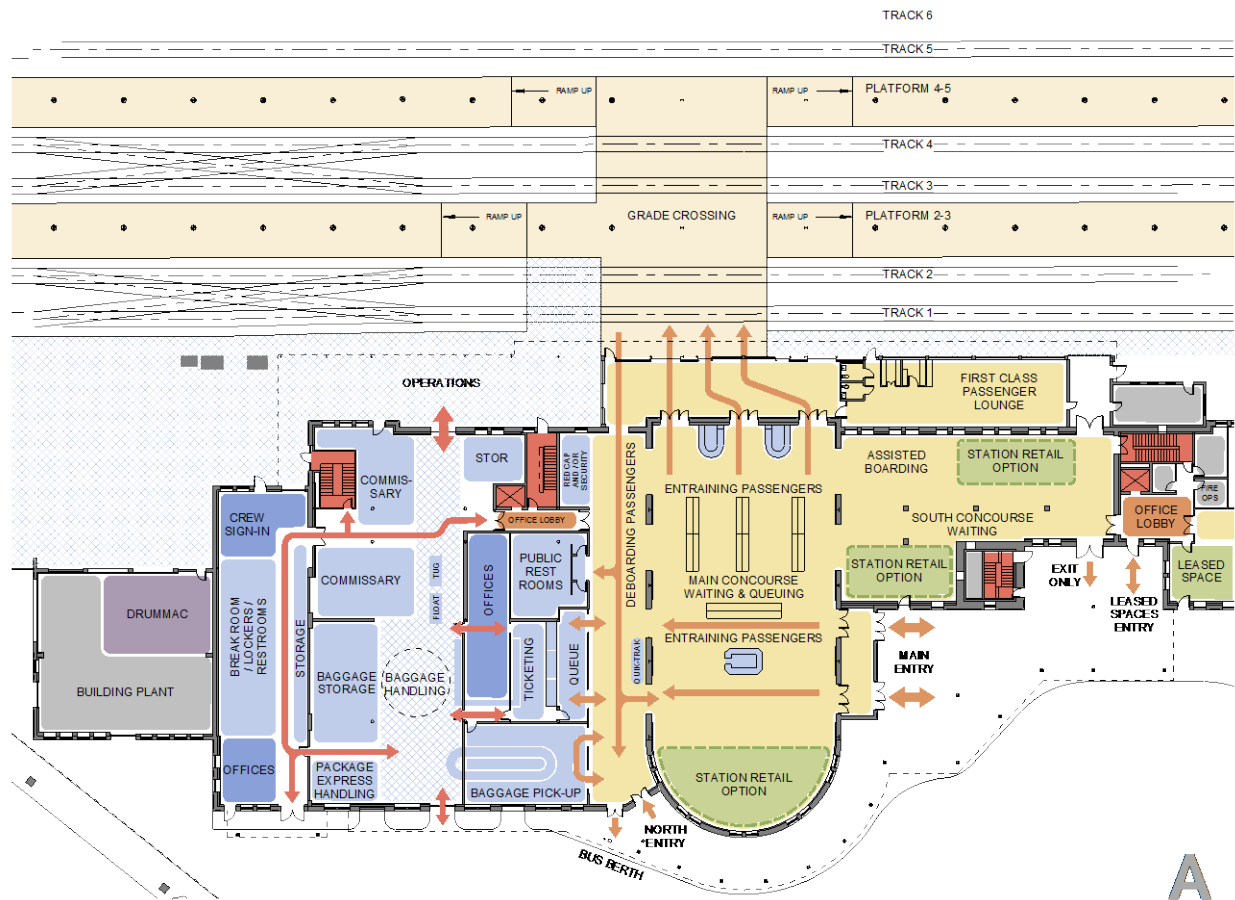 TRACK 6
TRACK 5
RAMP UP
RAMP UP
PLATFORM 4-5
TRACK 4
TRACK 3
RAMP UP
GRADE CROSSING
RAMP UP
PLATFORM 2-3
TRACK 2
TRACK 1
OPERATIONS
FIRST CLASS
PASSENGER
LOUNGE
STOR
RED CAP
AND /OR
SECURITY
COMMIS-
SARY
ASSISTED
BOARDING
STATION RETAIL
OPTION
DEBOARDING PASSENGERS
ENTRAINING PASSENGERS
FIRE
OPS
CREW
SIGN-IN
OFFICE LOBBY
SOUTH CONCOURSE
WAITING
OFFICE
LOBBY
COMMISSARY
TUG
FLOAT
OFFICES
PUBLIC
REST
ROOMS
MAIN CONCOURSE
WAITING & QUEUING
STATION RETAIL
OPTION
EXIT
ONLY
LEASED
SPACE
LEASED
SPACES
ENTRY
DRUMMAC
BREAK ROOM
/ LOCKERS /
RESTROOMS
STORAGE
ENTRAINING PASSENGERS
QUIK-TRAK
TICKETING
QUEUE
MAIN
ENTRY
BUILDING PLANT
BAGGAGE
STORAGE
BAGGAGE
HANDLING
OFFICES
PACKAGE
EXPRESS
HANDLING
BAGGAGE PICK-UP
STATION RETAIL
OPTION
NORTH
ENTRY
BUS BERTH
A